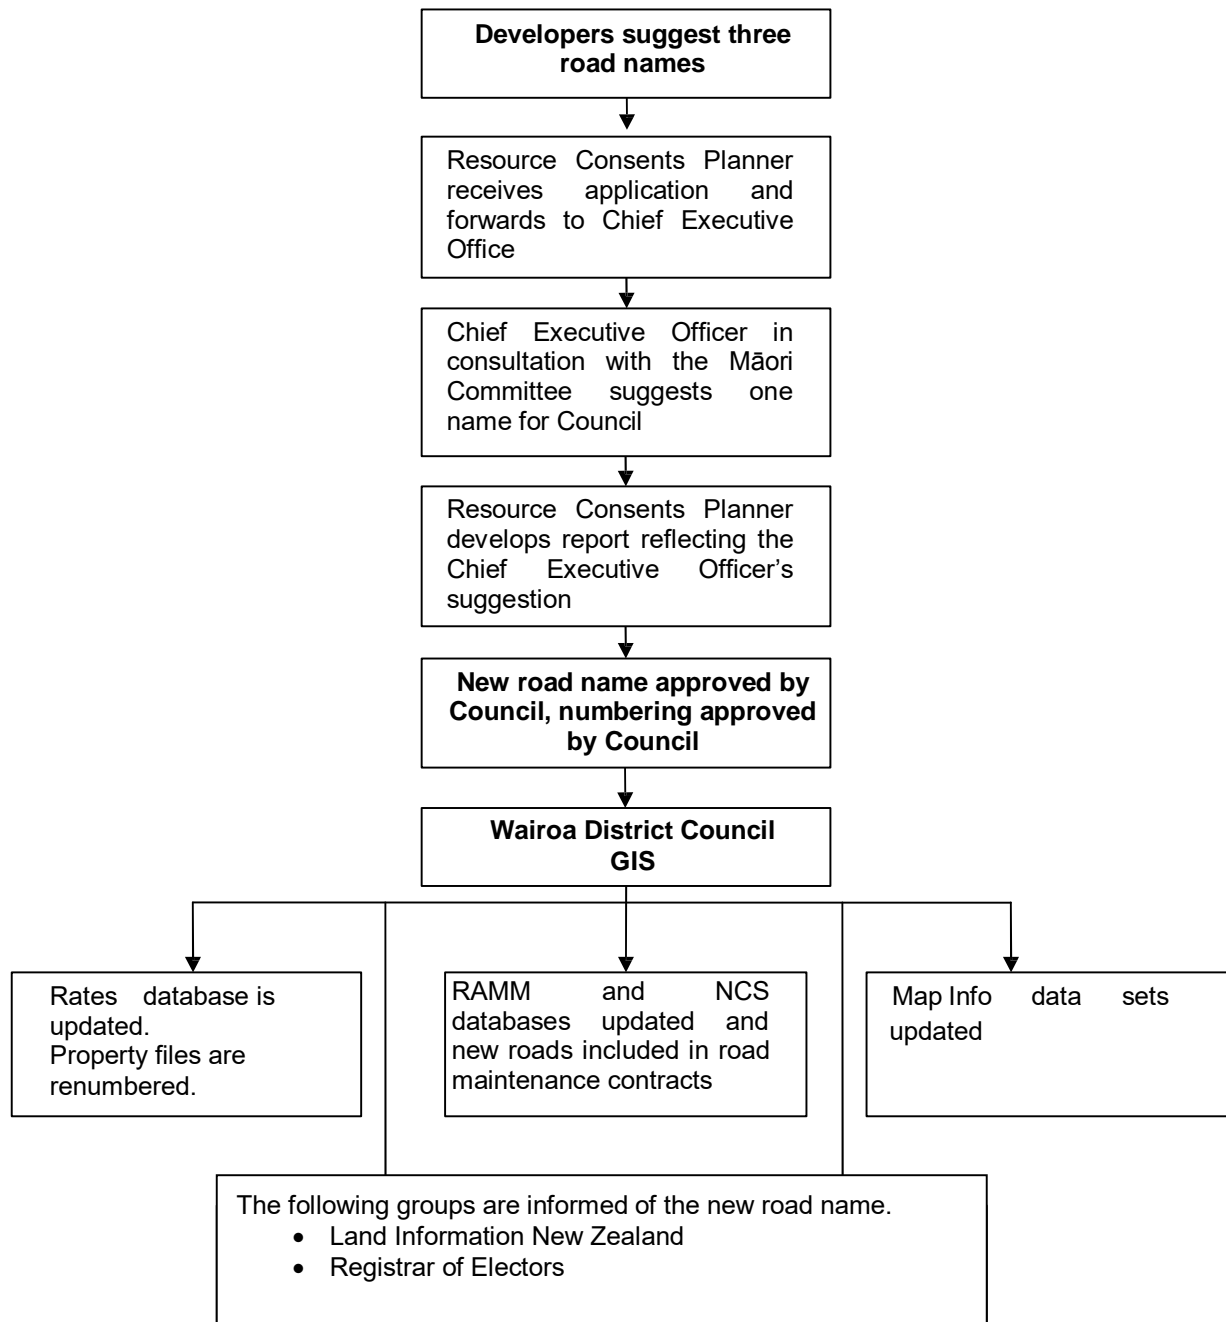 Developers suggest three
road names
Resource Consents Planner
receives application and
forwards to Chief Executive
Office
Chief Executive Officer in
consultation with the Māori
Committee suggests one
name for Council
Resource Consents Planner
develops report reflecting the
Chief Executive Officer’s
suggestion
New road name approved by
Council, numbering approved
by Council
Wairoa District Council
GIS
Rates database is
updated.
Property files are
renumbered.
RAMM and NCS
databases updated and
new roads included in road
maintenance contracts
Map Info data sets
updated
The following groups are informed of the new road name.
• Land Information New Zealand
• Registrar of Electors